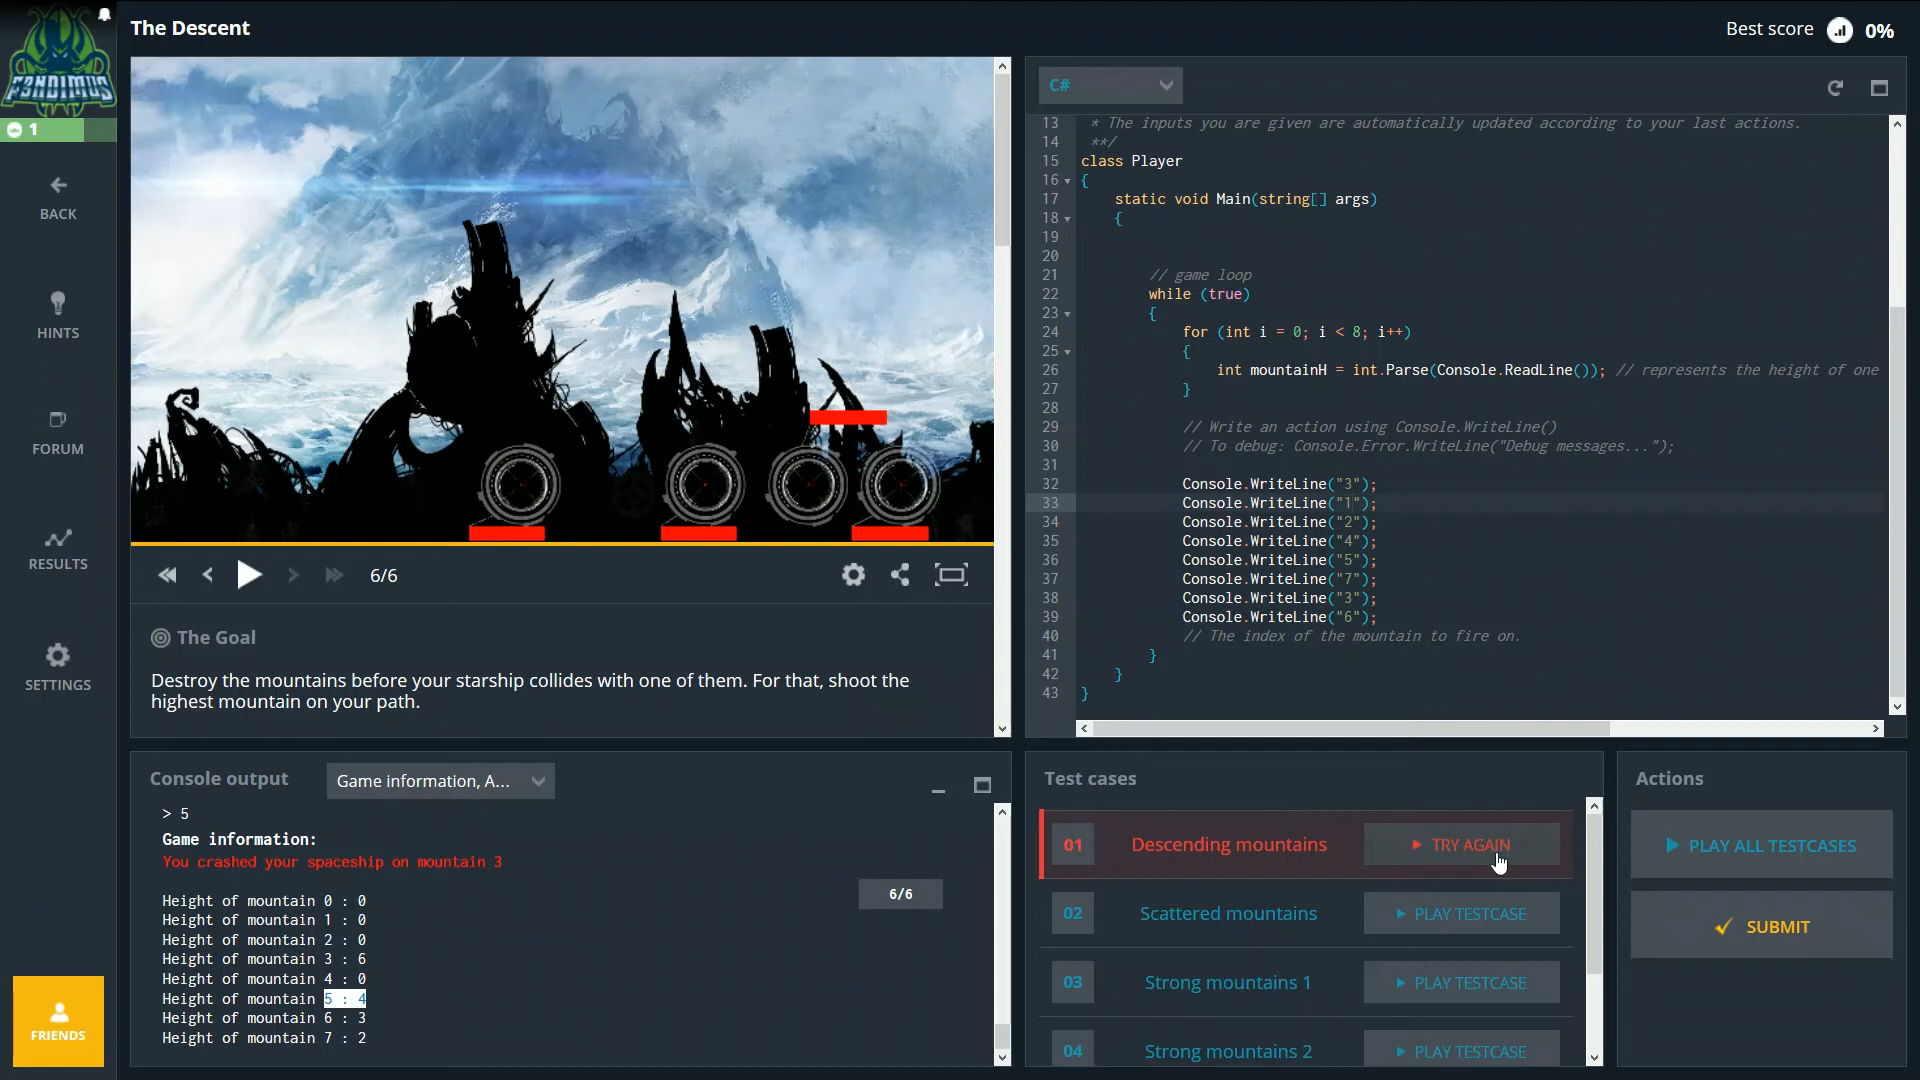 The Descent
Best score 0%
F3NDIMUS
1
BACK
HINTS
FORUM
RESULTS
SETTINGS
FRIENDS
6/6
The Goal
Destroy the mountains before your starship collides with one of them. For that, shoot the
highest mountain on your path.
C#
13 * The inputs you are given are automatically updated according to your last actions.
14 **/
15 class Player
16 {
17 static void Main(string[] args)
18 {
19
20
21 // game loop
22 while (true)
23 {
24 for (int i = 0; i < 8; i++)
25 {
26 int mountainH = int.Parse(Console.ReadLine()); // represents the height of one
27 }
28
29 // Write an action using Console.WriteLine()
30 // To debug: Console.Error.WriteLine("Debug messages...");
31
32 Console.WriteLine("3");
33 Console.WriteLine("1");
34 Console.WriteLine("2");
35 Console.WriteLine("4");
36 Console.WriteLine("5");
37 Console.WriteLine("7");
38 Console.WriteLine("3");
39 Console.WriteLine("6");
40 // The index of the mountain to fire on.
41 }
42 }
43 }
Console output
Game information, A...
> 5
Game information:
You crashed your spaceship on mountain 3
Height of mountain 0 : 0
Height of mountain 1 : 0
Height of mountain 2 : 0
Height of mountain 3 : 6
Height of mountain 4 : 0
Height of mountain 5 : 4
Height of mountain 6 : 3
Height of mountain 7 : 2
6/6
Test cases
01 Descending mountains TRY AGAIN
02 Scattered mountains PLAY TESTCASE
03 Strong mountains 1 PLAY TESTCASE
04 Strong mountains 2 PLAY TESTCASE
Actions
PLAY ALL TESTCASES
SUBMIT